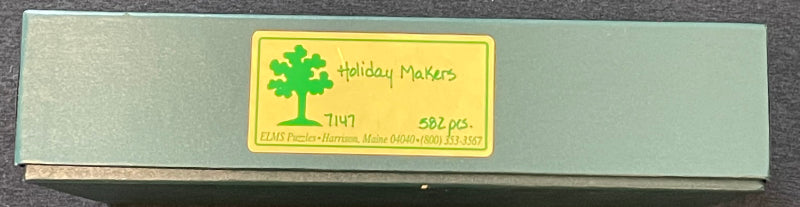 Holiday Makers
7147 582 pcs.
ELMS Puzzles • Harrison, Maine 04040 • (800) 353-3567